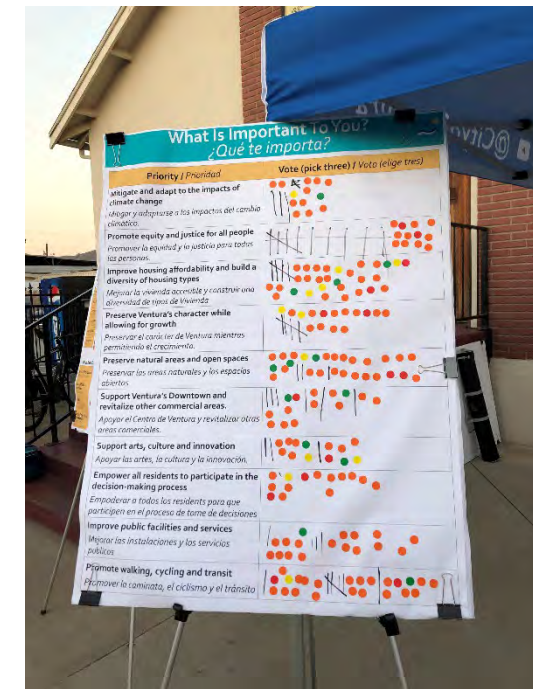 What Is Important To You?
¿Qué te importa?
Priority / Prioridad
Vote (pick three) / Voto (elige tres)
Mitigate and adapt to the impacts of
climate change
Mitigar y adaptarse a los impactos del cambio
climático.
Promote equity and justice for all people
Promover la equidad y la justicia para todas
las personas.
Improve housing affordability and build a
diversity of housing types
Mejorar la vivienda accesible y construir una
diversidad de tipos de vivienda
Preserve Ventura's character while
allowing for growth
Preservar el carácter de Ventura mientras
permitiendo el crecimiento.
Preserve natural areas and open spaces
Preservar las areas naturales y los espacios
abiertos
Support Ventura's Downtown and
revitalize other commercial areas.
Apoyar el Centro de Ventura y revitalizar otras
areas comerciales.
Support arts, culture and innovation
Apoyar las artes, la cultura y la innovación.
Empower all residents to participate in the
decision-making process
Empoderar a todos los residents para que
participen en el proceso de tome de decisiones
Improve public facilities and services
Mejorar las instalaciones y los servicios
públicos
Promote walking, cycling and transit
Promover la caminata, el ciclismo y el tránsito